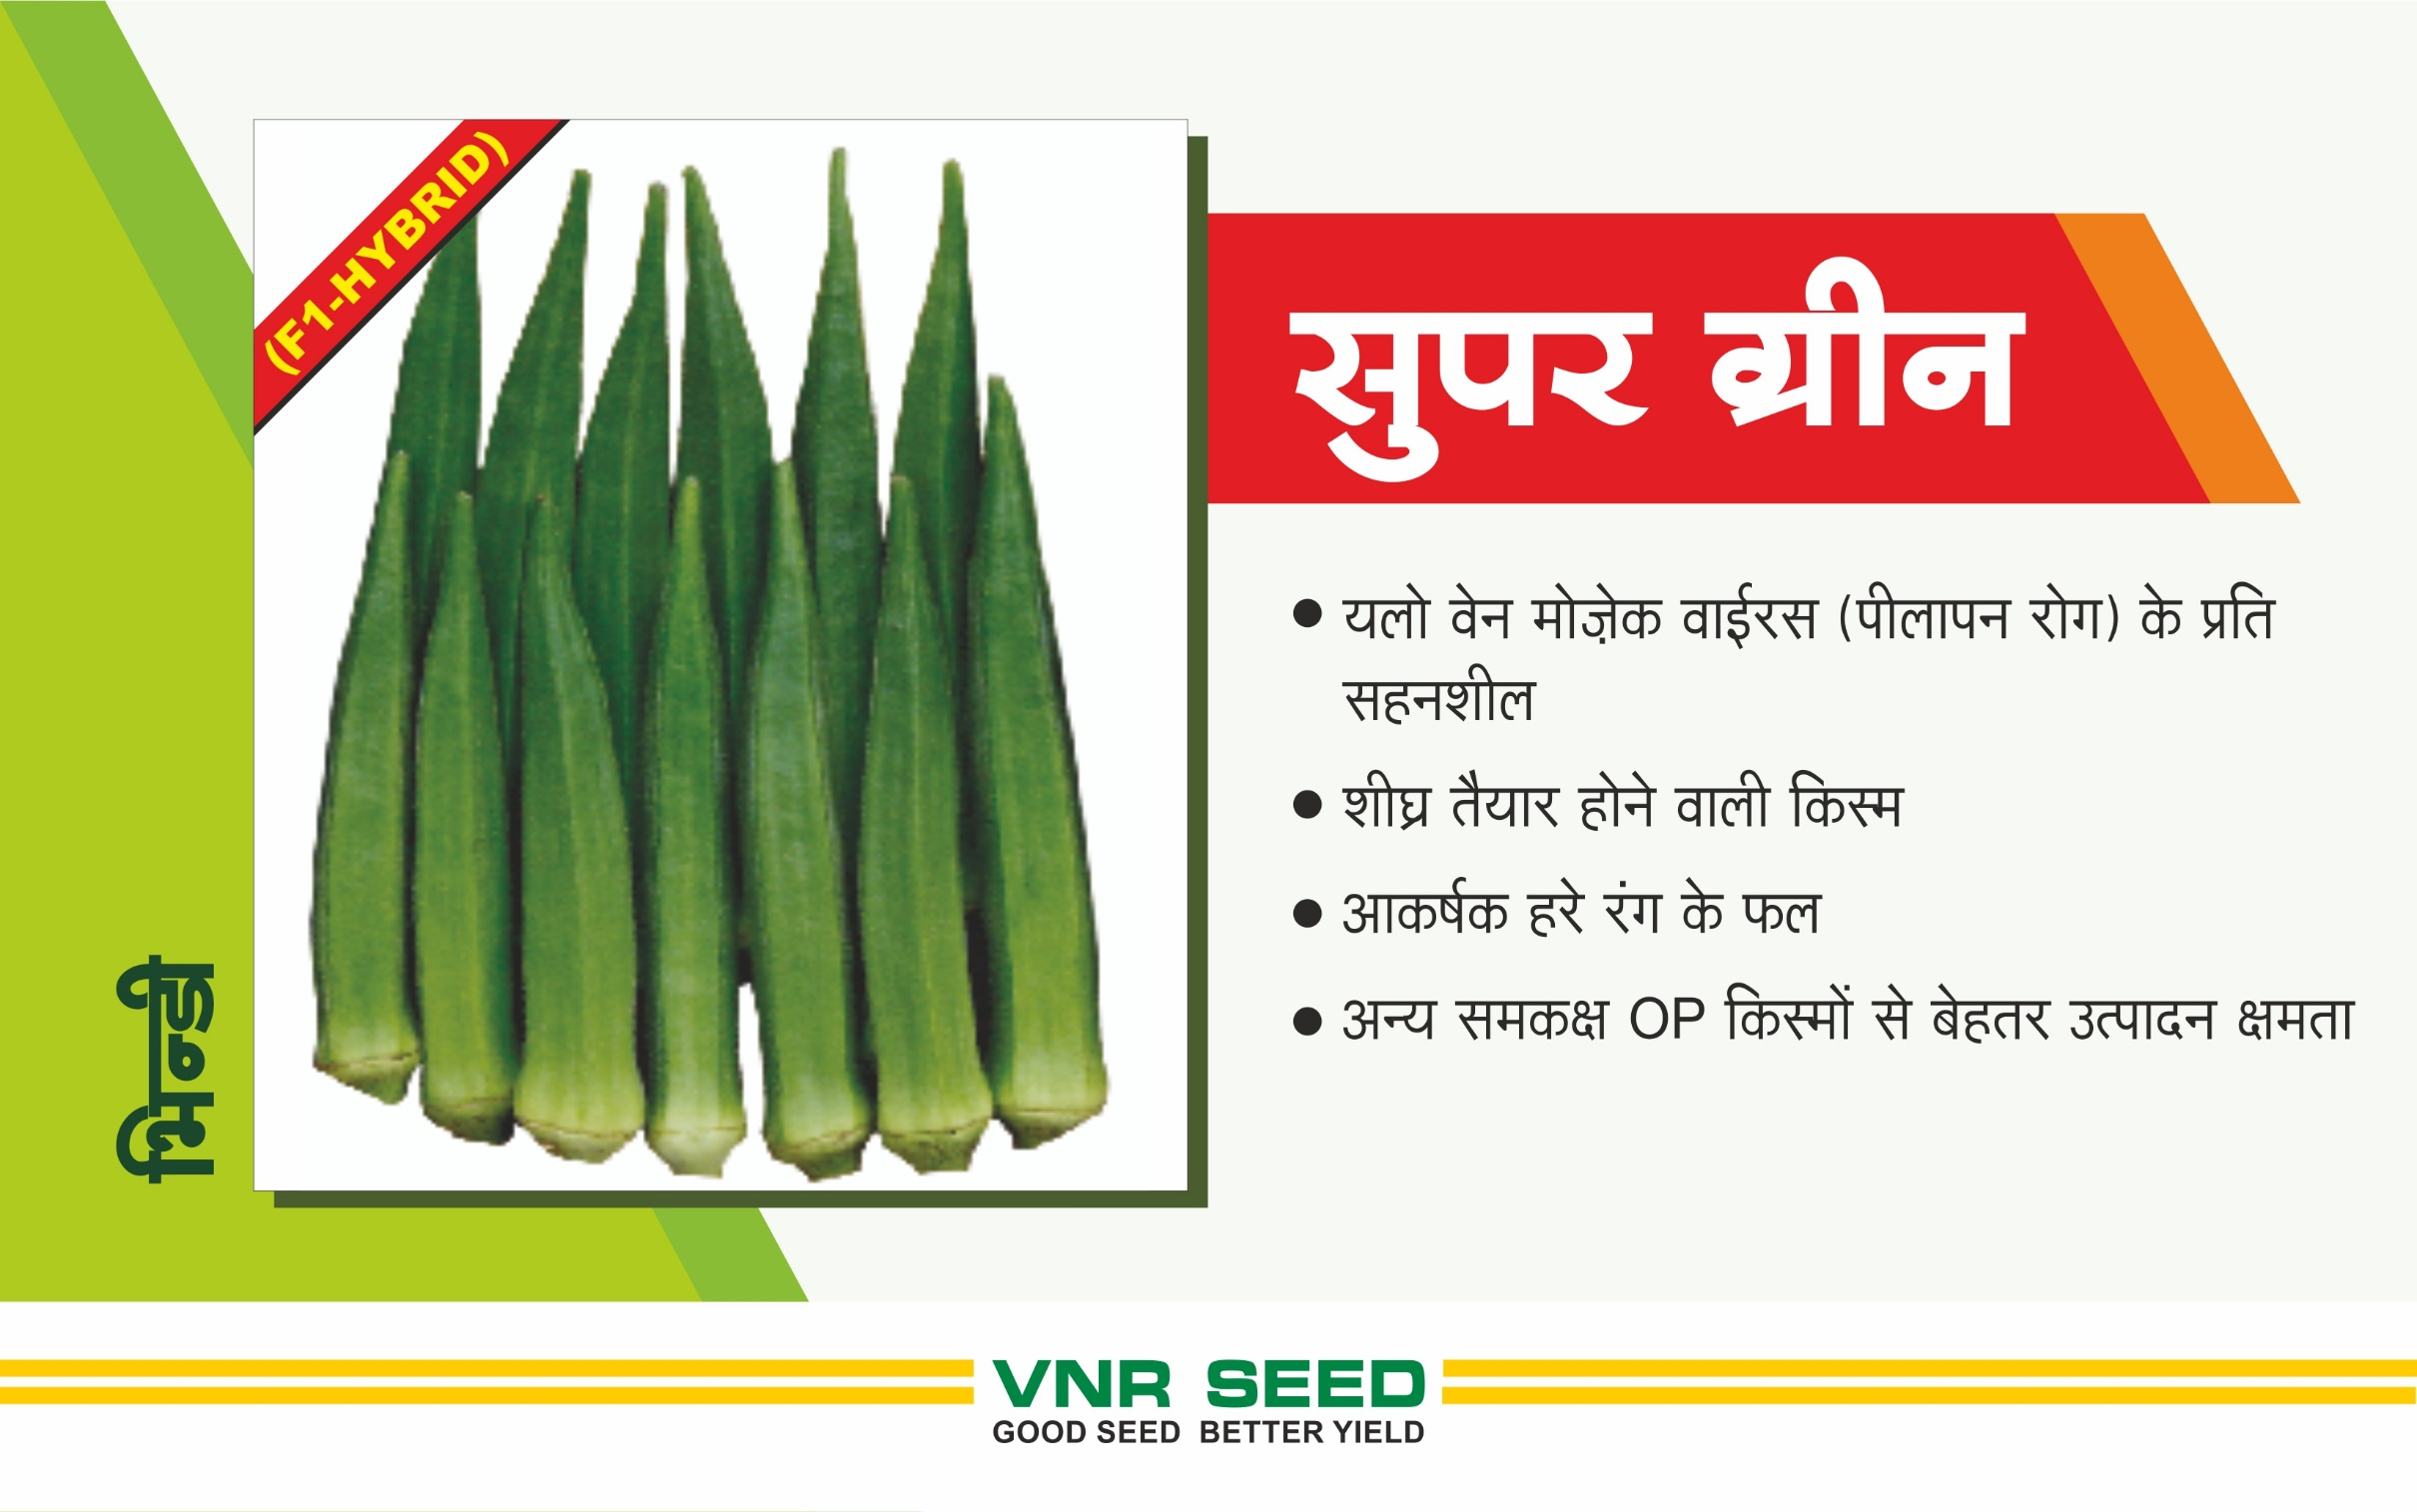 (F1-HYBRID)
सुपर ग्रीन
यलो वेन मोज़ेक वाईरस (पीलापन रोग) के प्रति
सहनशील
शीघ्र तैयार होने वाली किस्म
आकर्षक हरे रंग के फल
अन्य समकक्ष OP किस्मों से बेहतर उत्पादन क्षमता
भिन्डी
VNR SEED
GOOD SEED BETTER YIELD